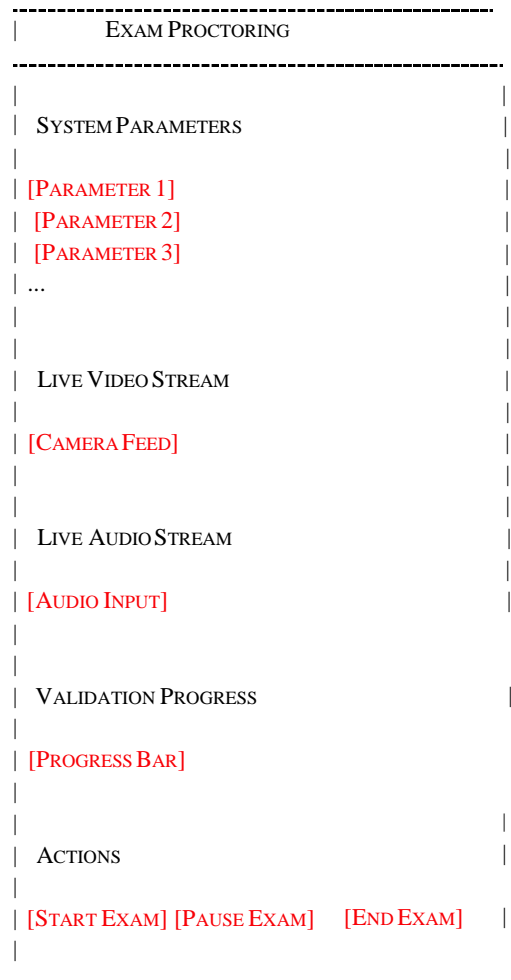 --------------------------------------------------
| EXAM PROCTORING
--------------------------------------------------
| |
| SYSTEM PARAMETERS |
| |
| [PARAMETER 1] |
| [PARAMETER 2] |
| [PARAMETER 3] |
| ... |
| |
| |
| LIVE VIDEO STREAM |
| |
| [CAMERA FEED] |
| |
| |
| LIVE AUDIO STREAM |
| |
| [AUDIO INPUT] |
|
|
| VALIDATION PROGRESS |
|
| [PROGRESS BAR]
|
| |
| ACTIONS |
|
| [START EXAM] [PAUSE EXAM] [END EXAM] |
|